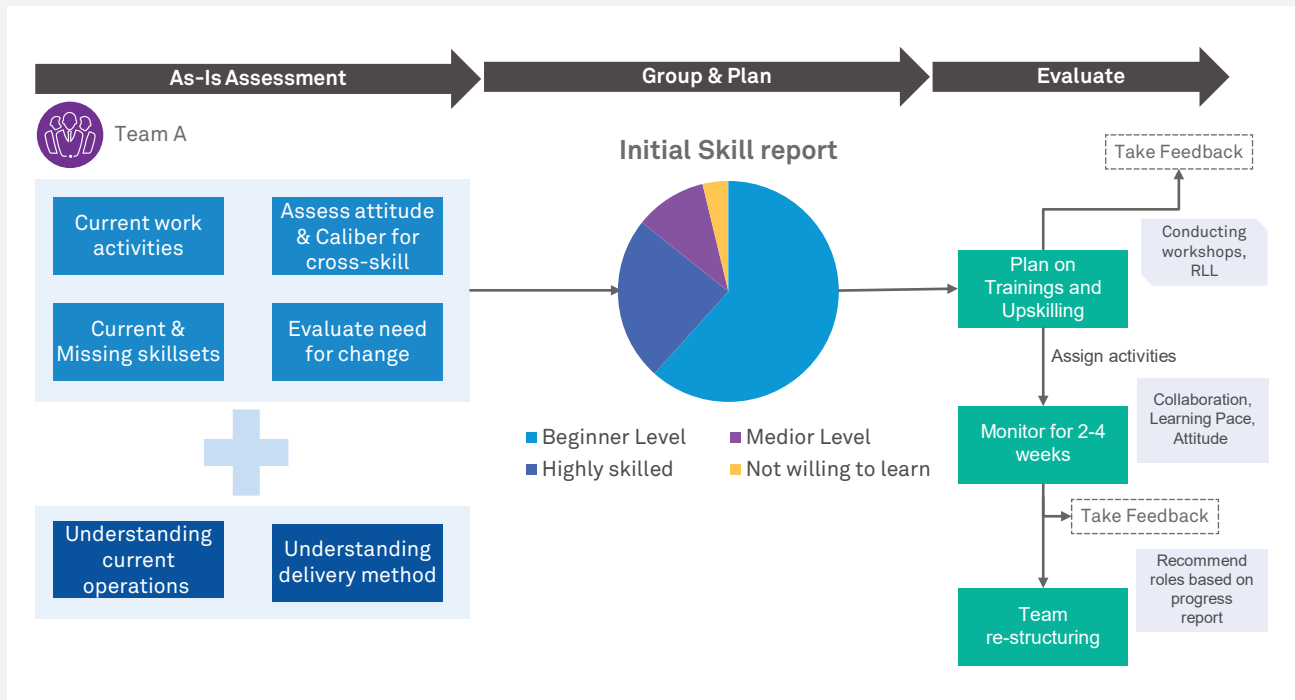 As-Is Assessment
Group & Plan
Evaluate
Team A
Current work
activities
Assess attitude
& Caliber for
cross-skill
Current &
Missing skillsets
Evaluate need
for change
Understanding
current
operations
Understanding
delivery method
Initial Skill report
Beginner Level
Medior Level
Highly skilled
Not willing to learn
Take Feedback
Conducting
workshops,
RLL
Plan on
Trainings and
Upskilling
Assign activities
Collaboration,
Learning Pace,
Attitude
Monitor for 2-4
weeks
Take Feedback
Recommend
roles based on
progress
report
Team
re-structuring